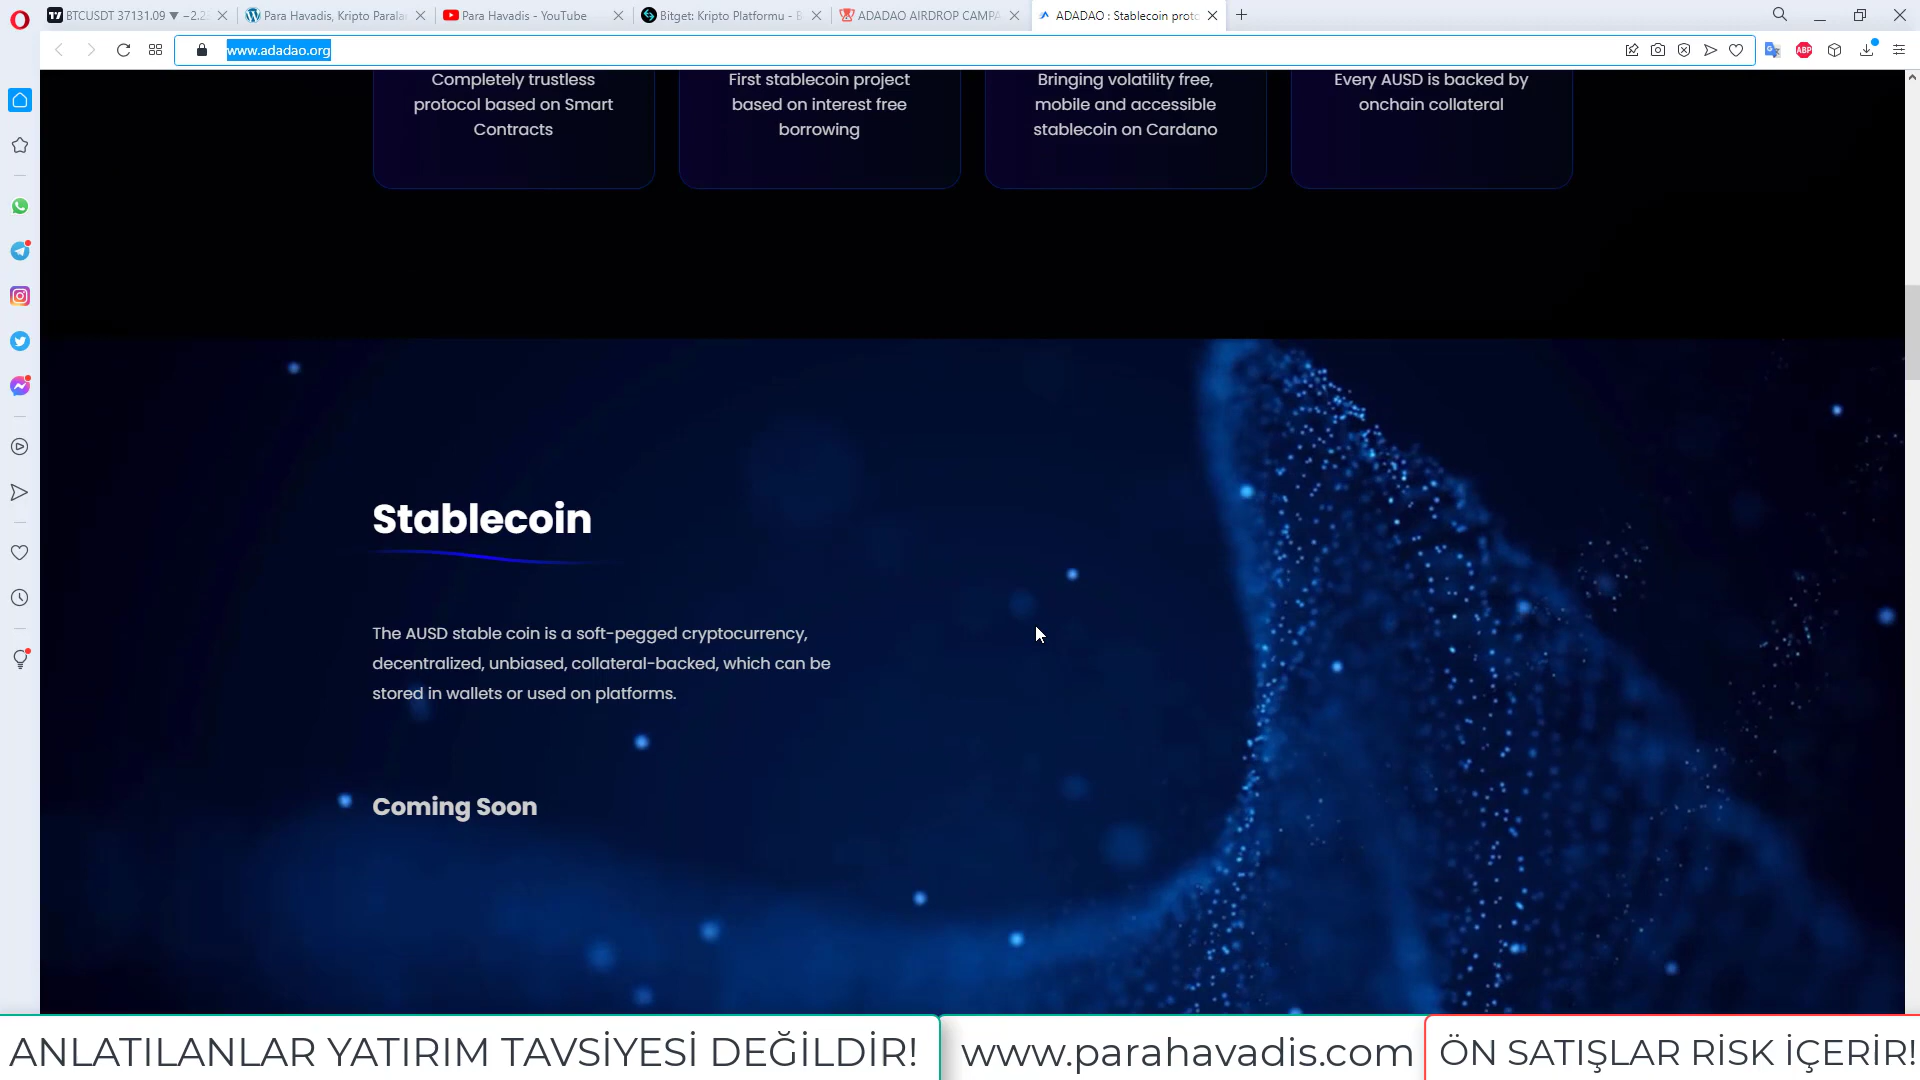 BTCUSDT 37131.09 ▼ −2.2
Para Havadis, Kripto Parala
Para Havadis - YouTube
Bitget: Kripto Platformu - B
ADADAO AIRDROP CAMPA
ADADAO : Stablecoin proto
www.adadao.org
ABP
Completely trustless
protocol based on Smart
Contracts
First stablecoin project
based on interest free
borrowing
Bringing volatility free,
mobile and accessible
stablecoin on Cardano
Every AUSD is backed by
onchain collateral
Stablecoin
The AUSD stable coin is a soft-pegged cryptocurrency,
decentralized, unbiased, collateral-backed, which can be
stored in wallets or used on platforms.
Coming Soon
ANLATILANLAR YATIRIM TAVSİYESİ DEĞİLDİR!
www.parahavadis.com
ÖN SATIŞLAR RİSK İÇERİR!